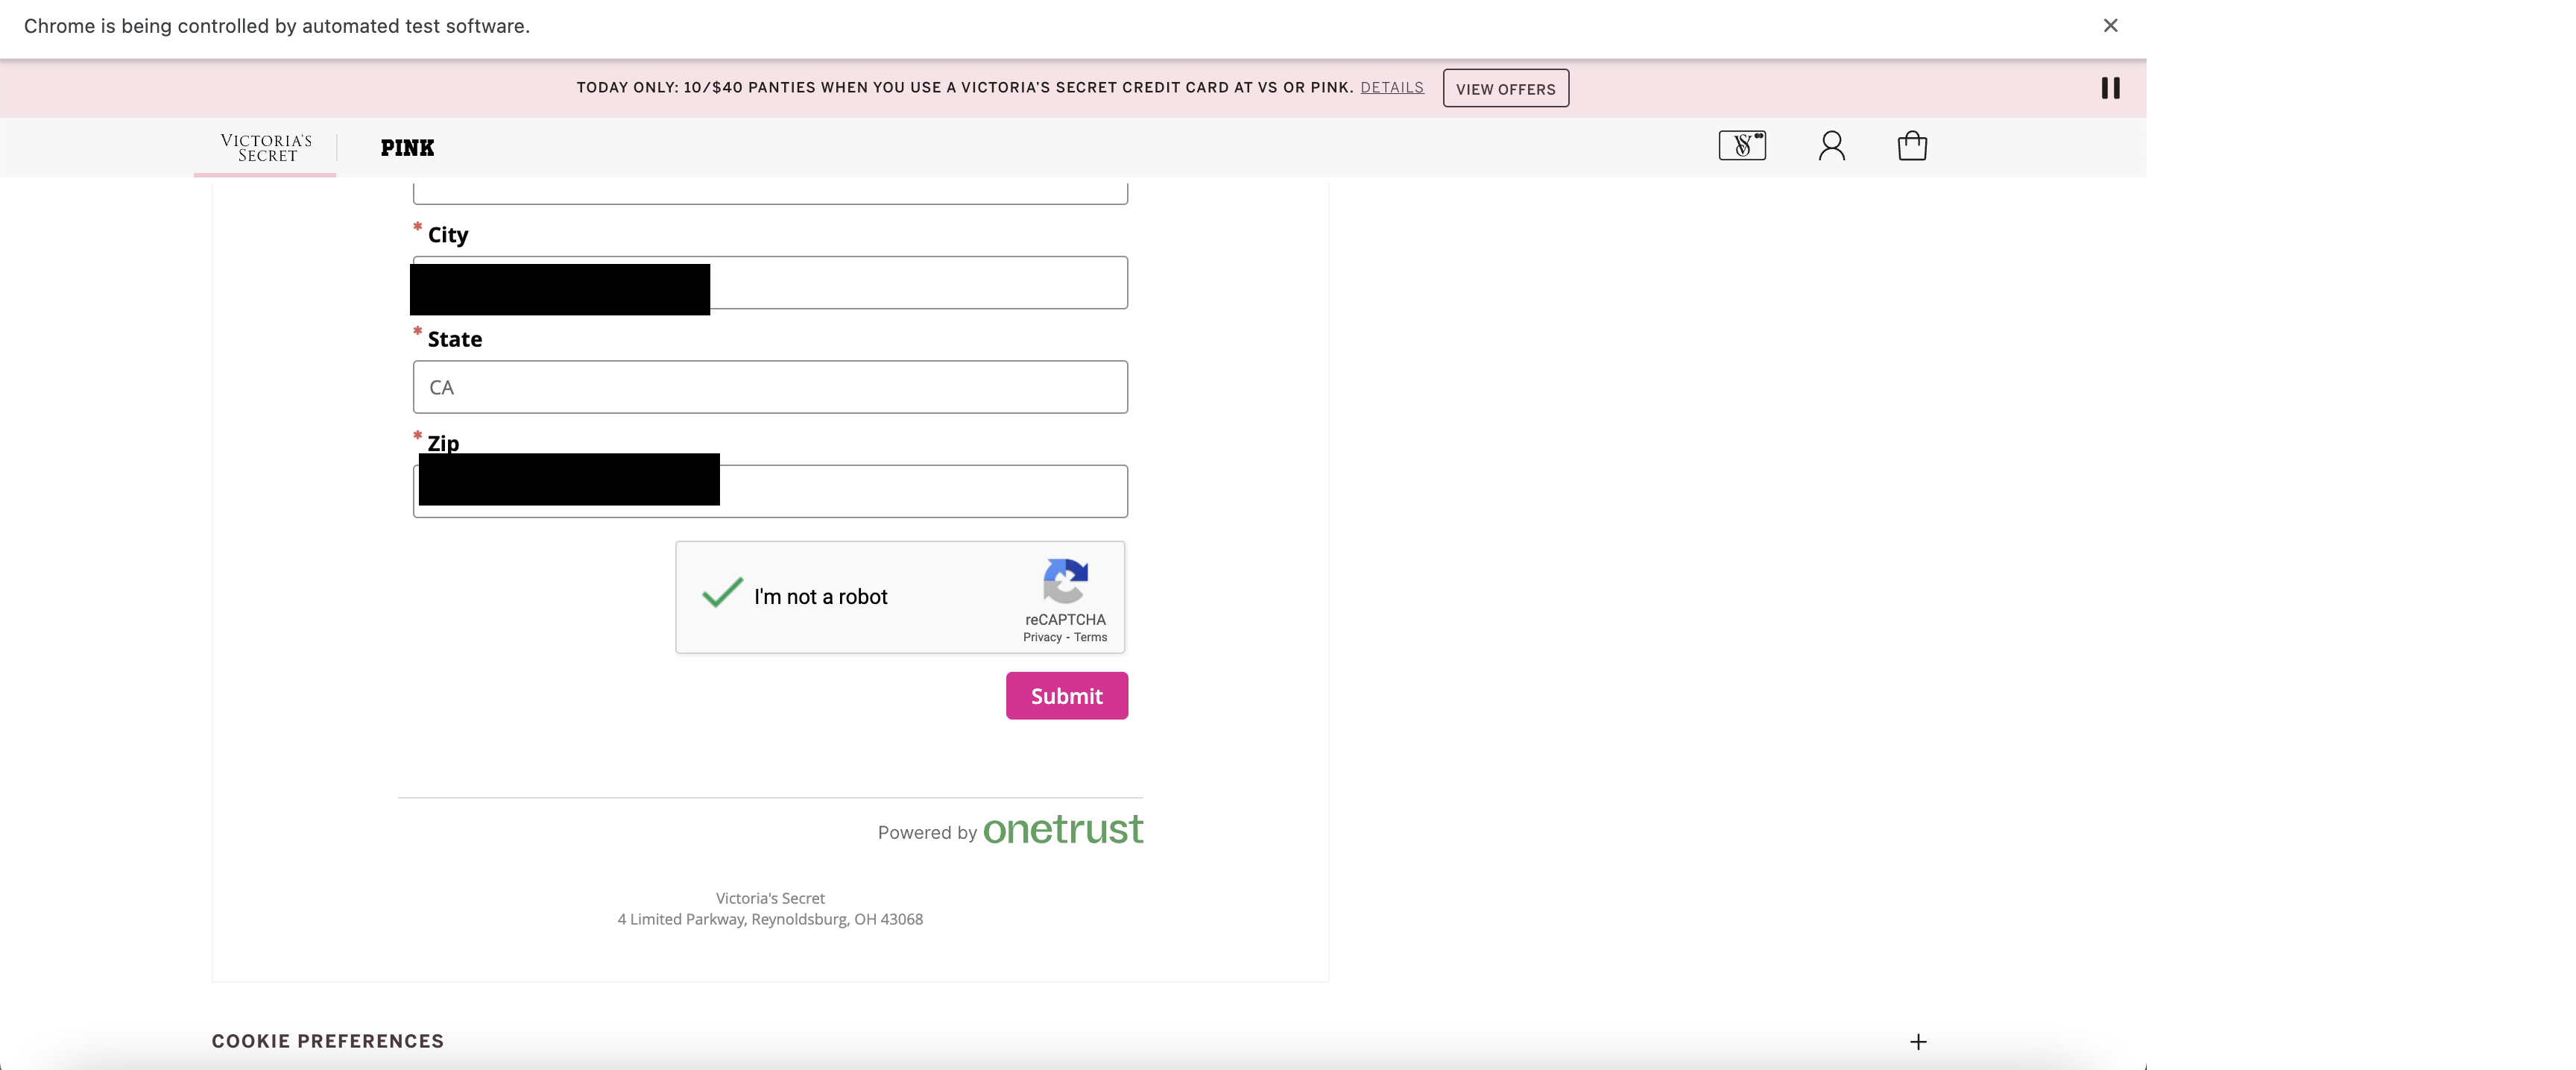 Chrome is being controlled by automated test software.
TODAY ONLY: 10/$40 PANTIES WHEN YOU USE A VICTORIA'S SECRET CREDIT CARD AT VS OR PINK. DETAILS VIEW OFFERS
VICTORIA'S
SECRET
PINK
VS
* City
* State
CA
* Zip
I'm not a robot
reCAPTCHA
Privacy - Terms
Submit
Powered by onetrust
Victoria's Secret
4 Limited Parkway, Reynoldsburg, OH 43068
COOKIE PREFERENCES